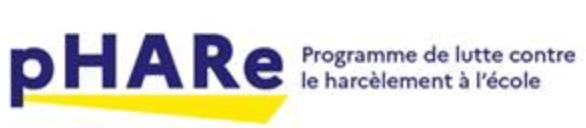 pHARe
Programme de lutte contre
le harcèlement à l'école